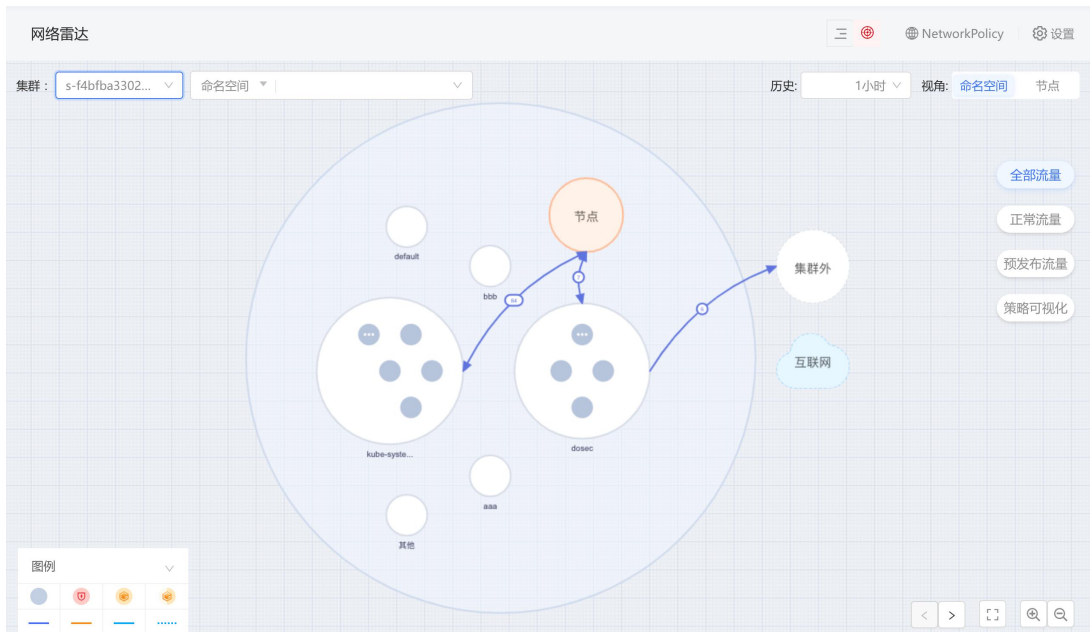 网络雷达
NetworkPolicy
设置
集群：
s-f4bfba3302...
命名空间
历史:
1小时
视角:
命名空间
节点
全部流量
正常流量
预发布流量
策略可视化
节点
default
bbb
集群外
互联网
kube-syste...
dosec
aaa
其他
图例